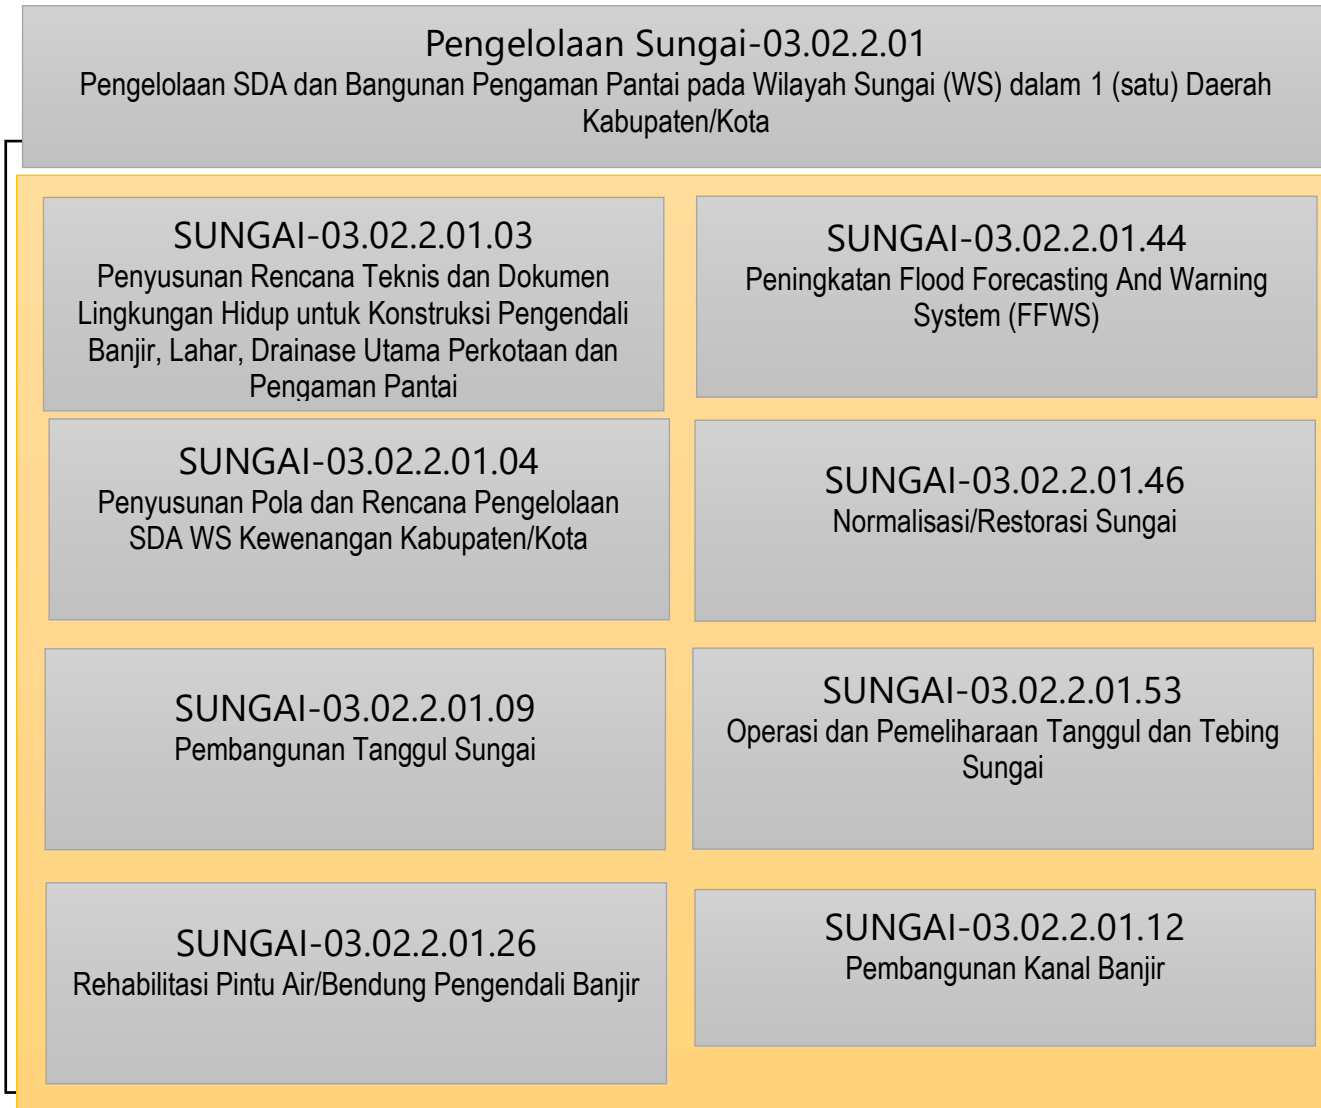 Pengelolaan Sungai-03.02.2.01
Pengelolaan SDA dan Bangunan Pengaman Pantai pada Wilayah Sungai (WS) dalam 1 (satu) Daerah
Kabupaten/Kota
SUNGAI-03.02.2.01.03
Penyusunan Rencana Teknis dan Dokumen
Lingkungan Hidup untuk Konstruksi Pengendali
Banjir, Lahar, Drainase Utama Perkotaan dan
Pengaman Pantai
SUNGAI-03.02.2.01.44
Peningkatan Flood Forecasting And Warning
System (FFWS)
SUNGAI-03.02.2.01.04
Penyusunan Pola dan Rencana Pengelolaan
SDA WS Kewenangan Kabupaten/Kota
SUNGAI-03.02.2.01.46
Normalisasi/Restorasi Sungai
SUNGAI-03.02.2.01.09
Pembangunan Tanggul Sungai
SUNGAI-03.02.2.01.53
Operasi dan Pemeliharaan Tanggul dan Tebing
Sungai
SUNGAI-03.02.2.01.26
Rehabilitasi Pintu Air/Bendung Pengendali Banjir
SUNGAI-03.02.2.01.12
Pembangunan Kanal Banjir